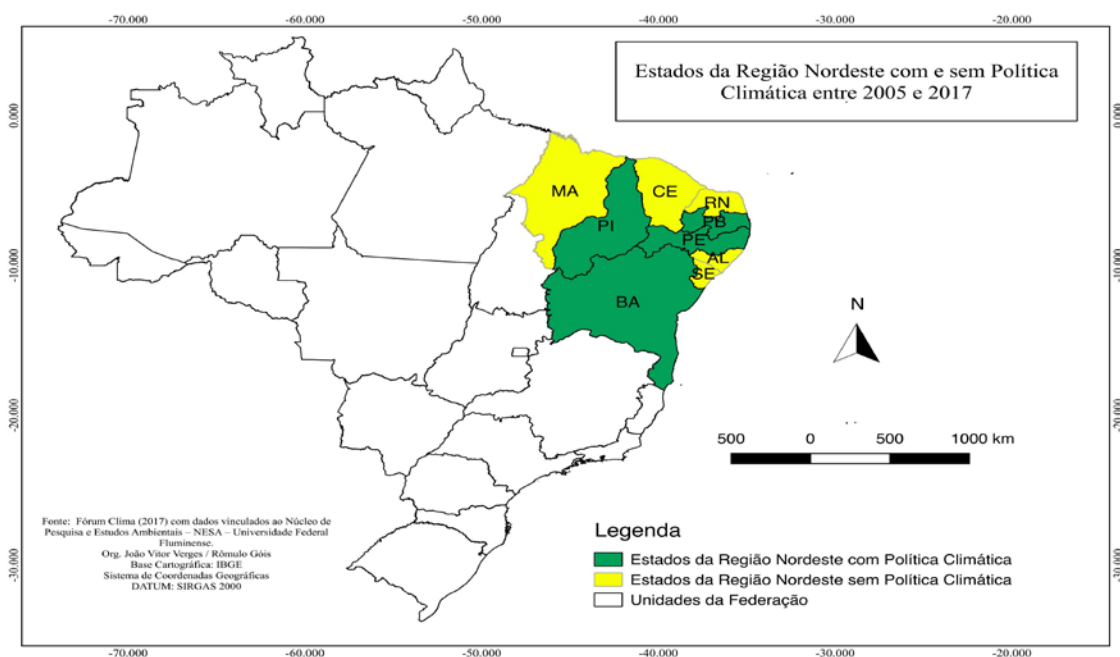 -70.000 -60.000 -50.000 -40.000 -30.000 -20.000
Estados da Região Nordeste com e sem Política
Climática entre 2005 e 2017
0.000 0.000
MA CE
RN
PI PB
PE
AL
SE
-10.000 -10.000
BA
N
-20.000 -20.000
500 0 500 1000 km
Fonte: Fórum Clima (2017) com dados vinculados ao Núcleo de
Pesquisa e Estudos Ambientais – NESA – Universidade Federal
Fluminense.
Org. João Vitor Verges / Rômulo Góis
Base Cartográfica: IBGE
Sistema de Coordenadas Geográficas
DATUM: SIRGAS 2000
Legenda
Estados da Região Nordeste com Política Climática
Estados da Região Nordeste sem Política Climática
Unidades da Federação
-30.000 -30.000
-70.000 -60.000 -50.000 -40.000 -30.000 -20.000